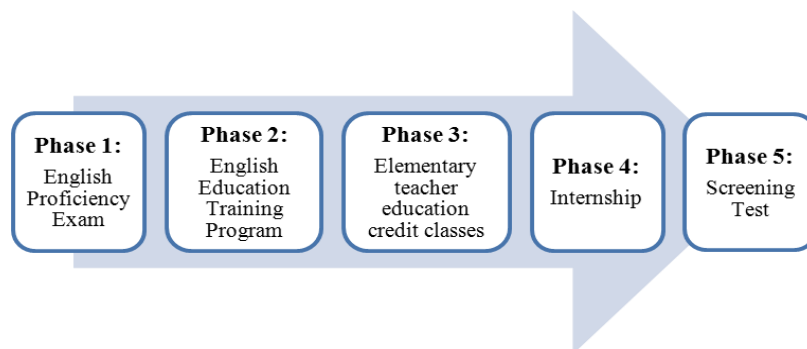 Phase 1:
English
Proficiency
Exam
Phase 2:
English
Education
Training
Program
Phase 3:
Elementary
teacher
education
credit classes
Phase 4:
Internship
Phase 5:
Screening
Test